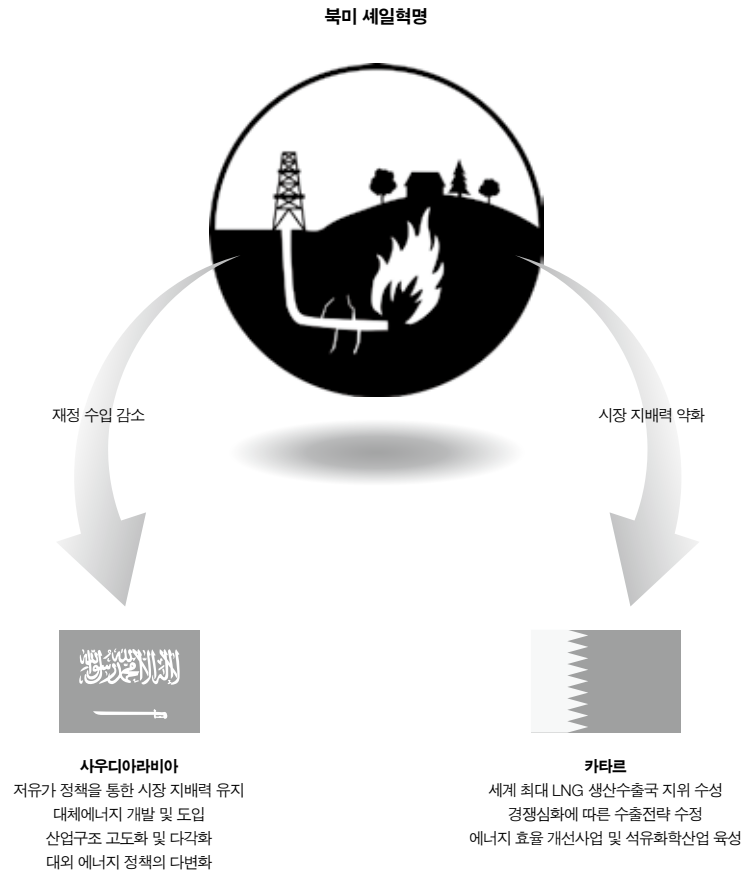 북미 셰일혁명
재정 수입 감소
시장 지배력 약화
사우디아라비아
저유가 정책을 통한 시장 지배력 유지
대체에너지 개발 및 도입
산업구조 고도화 및 다각화
대외 에너지 정책의 다변화
카타르
세계 최대 LNG 생산수출국 지위 수성
경쟁심화에 따른 수출전략 수정
에너지 효율 개선사업 및 석유화학산업 육성